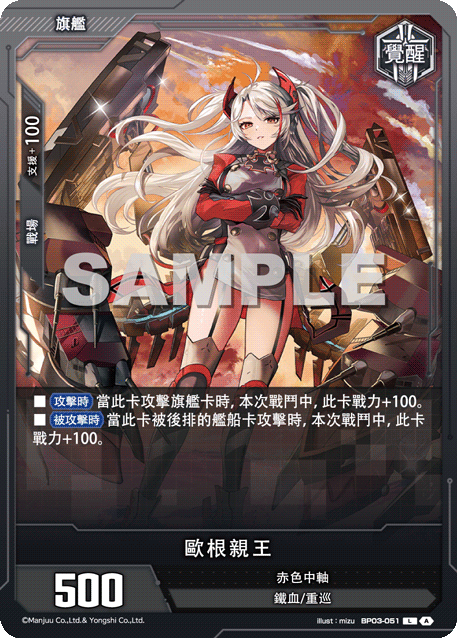 旗艦
覺醒
支援+100
戰場
SAMPLE
■ 攻擊時 當此卡攻擊旗艦卡時, 本次戰鬥中, 此卡戰力+100。
■ 被攻擊時 當此卡被後排的艦船卡攻擊時, 本次戰鬥中, 此卡
戰力+100。
歐根親王
500
赤色中軸
鐵血/重巡
©Manjuu Co.,Ltd.& Yongshi Co.,Ltd.
illust : mizu BP03-051 L A